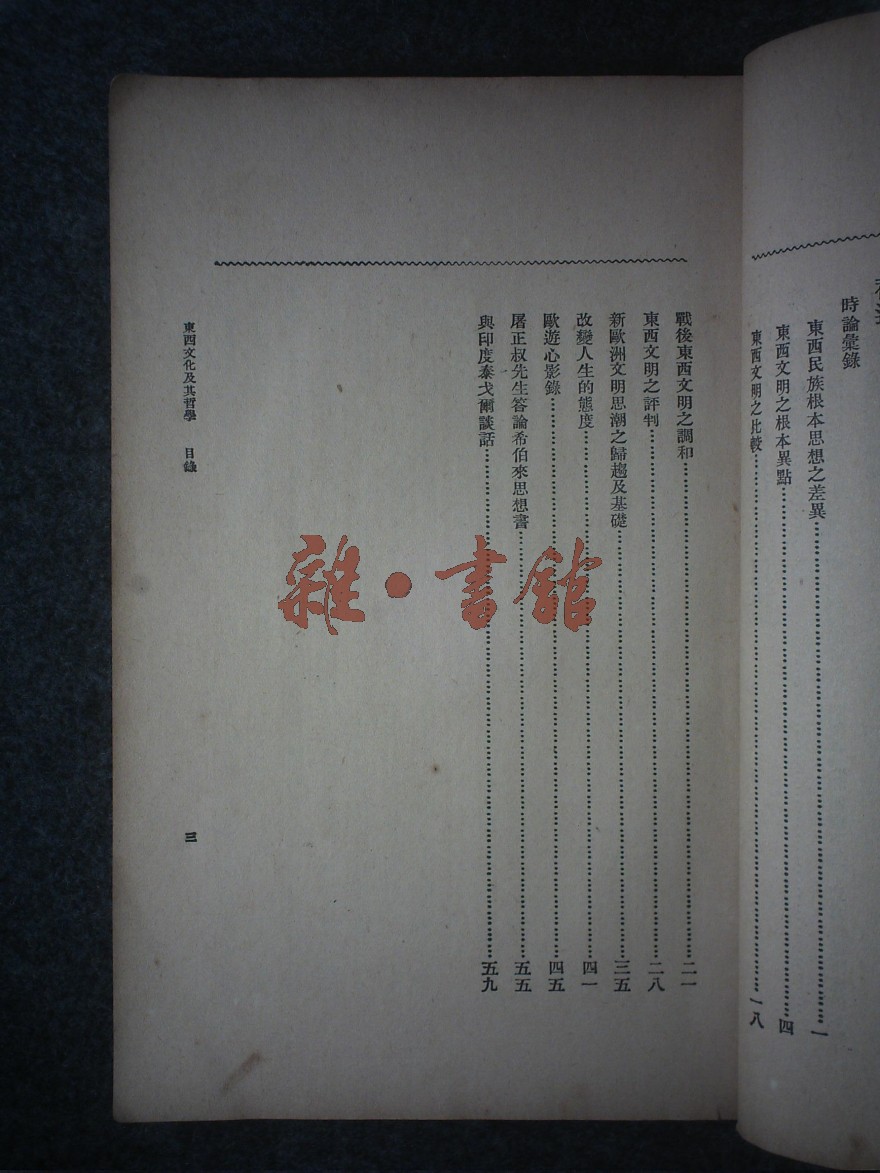 時論彙錄
東西民族根本思想之差異……一
東西文明之根本異點……四
東西文明之比較……一八
戰後東西文明之調和……二一
東西文明之評判……二八
新歐洲文明思潮之歸趨及基礎……三五
改變人生的態度……四一
歐遊心影錄……四五
屠正叔先生答論希伯來思想書……五五
與印度泰戈爾談話……五九
東西文化及其哲學 目錄
三
雜·書館